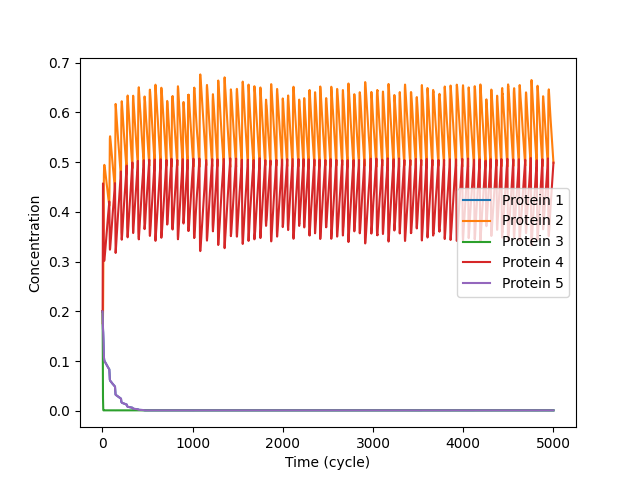 0.7
0.6
0.5
0.4
0.3
0.2
0.1
0.0
Concentration
Protein 1
Protein 2
Protein 3
Protein 4
Protein 5
0 1000 2000 3000 4000 5000
Time (cycle)